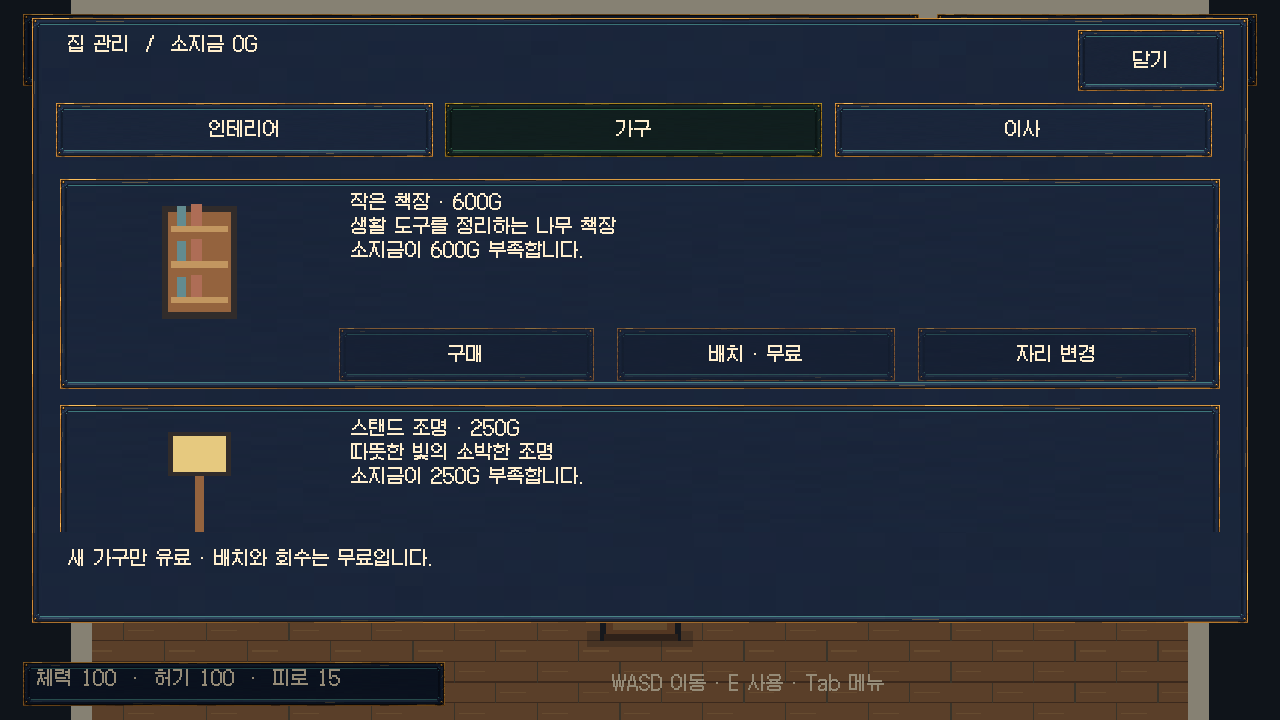 집 관리 / 소지금 0G
닫기
인테리어
가구
이사
작은 책장 · 600G
생활 도구를 정리하는 나무 책장
소지금이 600G 부족합니다.
구매
배치 · 무료
자리 변경
스탠드 조명 · 250G
따뜻한 빛의 소박한 조명
소지금이 250G 부족합니다.
새 가구만 유료 · 배치와 회수는 무료입니다.
체력 100 · 허기 100 · 피로 15
WASD 이동 · E 사용 · Tab 메뉴